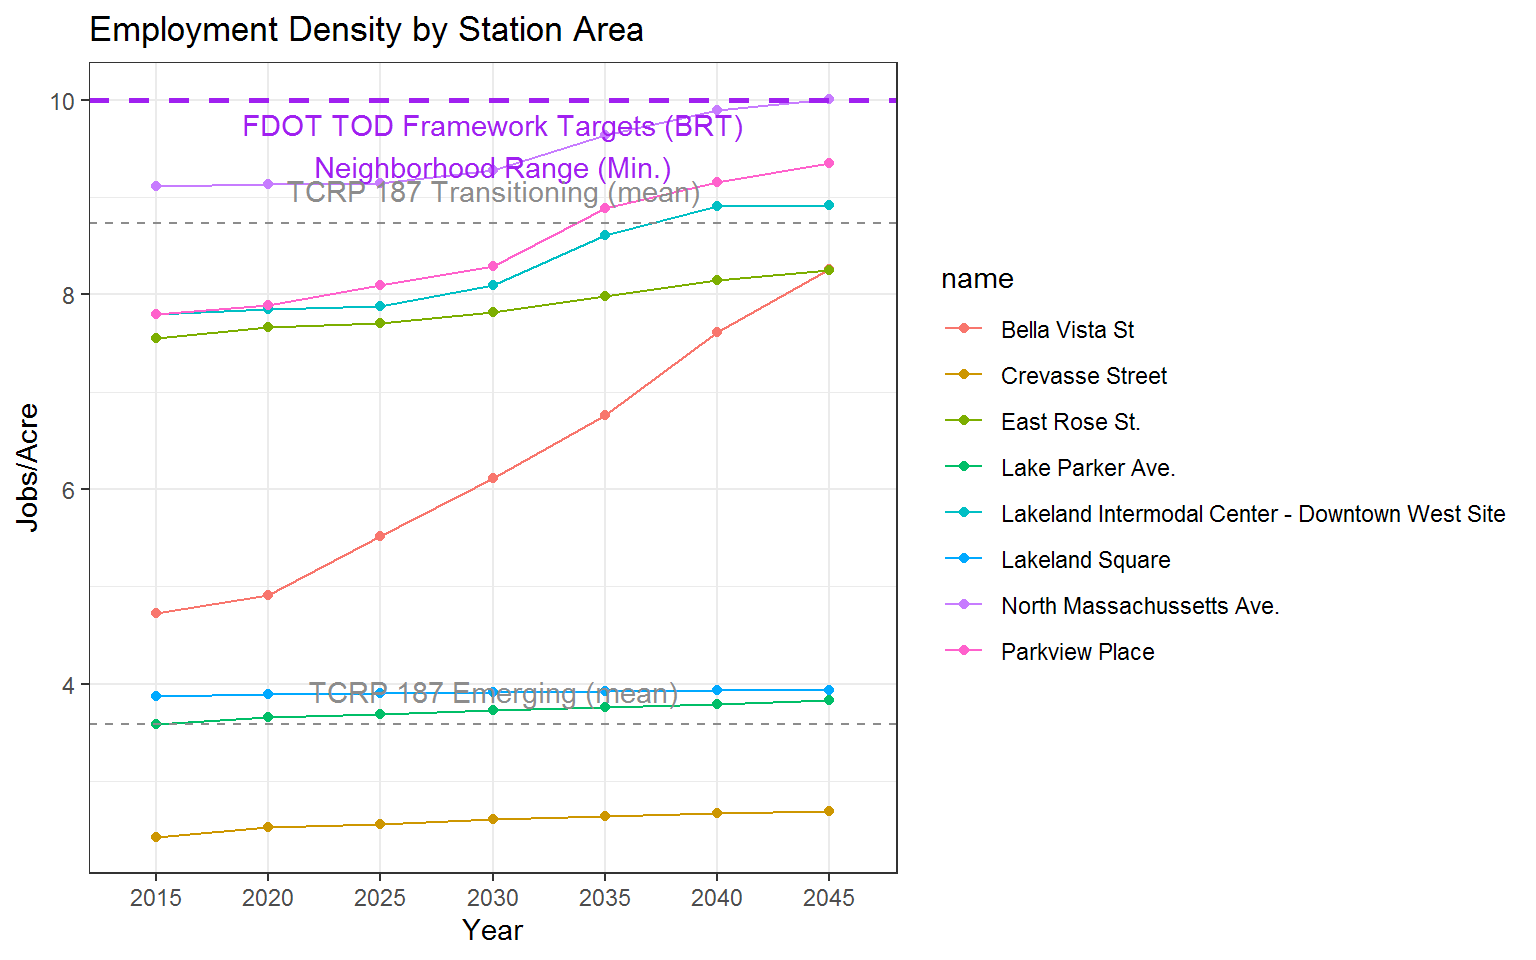 Employment Density by Station Area
10
8
6
4
Jobs/Acre
FDOT TOD Framework Targets (BRT)
Neighborhood Range (Min.)
TCRP 187 Transitioning (mean)
TCRP 187 Emerging (mean)
2015
2020
2025
2030
2035
2040
2045
Year
name
Bella Vista St
Crevasse Street
East Rose St.
Lake Parker Ave.
Lakeland Intermodal Center - Downtown West Site
Lakeland Square
North Massachussetts Ave.
Parkview Place